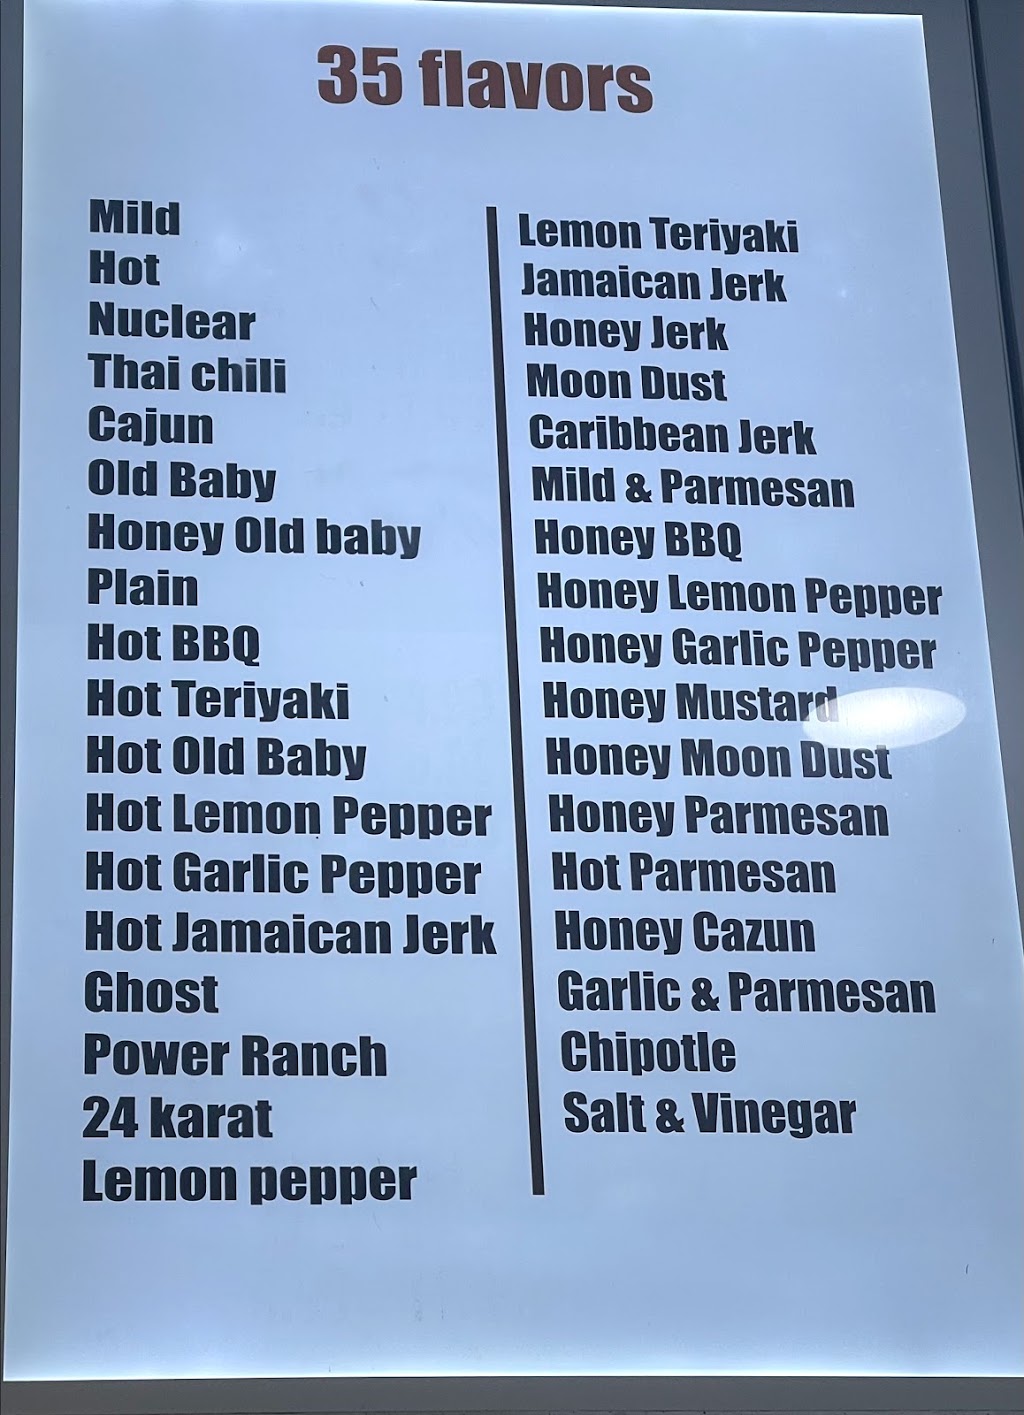 35 flavors
Mild
Hot
Nuclear
Thai chili
Cajun
Old Baby
Honey Old baby
Plain
Hot BBQ
Hot Teriyaki
Hot Old Baby
Hot Lemon Pepper
Hot Garlic Pepper
Hot Jamaican Jerk
Ghost
Power Ranch
24 karat
Lemon pepper
Lemon Teriyaki
Jamaican Jerk
Honey Jerk
Moon Dust
Caribbean Jerk
Mild & Parmesan
Honey BBQ
Honey Lemon Pepper
Honey Garlic Pepper
Honey Mustard
Honey Moon Dust
Honey Parmesan
Hot Parmesan
Honey Cazun
Garlic & Parmesan
Chipotle
Salt & Vinegar